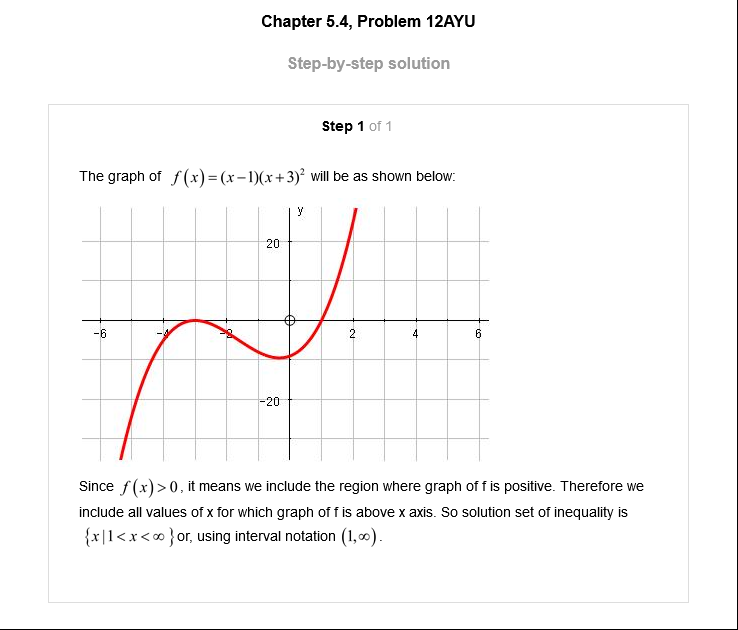 Chapter 5.4, Problem 12AYU
Step-by-step solution
Step 1 of 1
The graph of f(x)=(x−1)(x+3)² will be as shown below:
y
20
-6
-4
-2
2
4
6
-20
Since f(x)>0, it means we include the region where graph of f is positive. Therefore we
include all values of x for which graph of f is above x axis. So solution set of inequality is
{x|1<x<∞} or, using interval notation (1,∞).